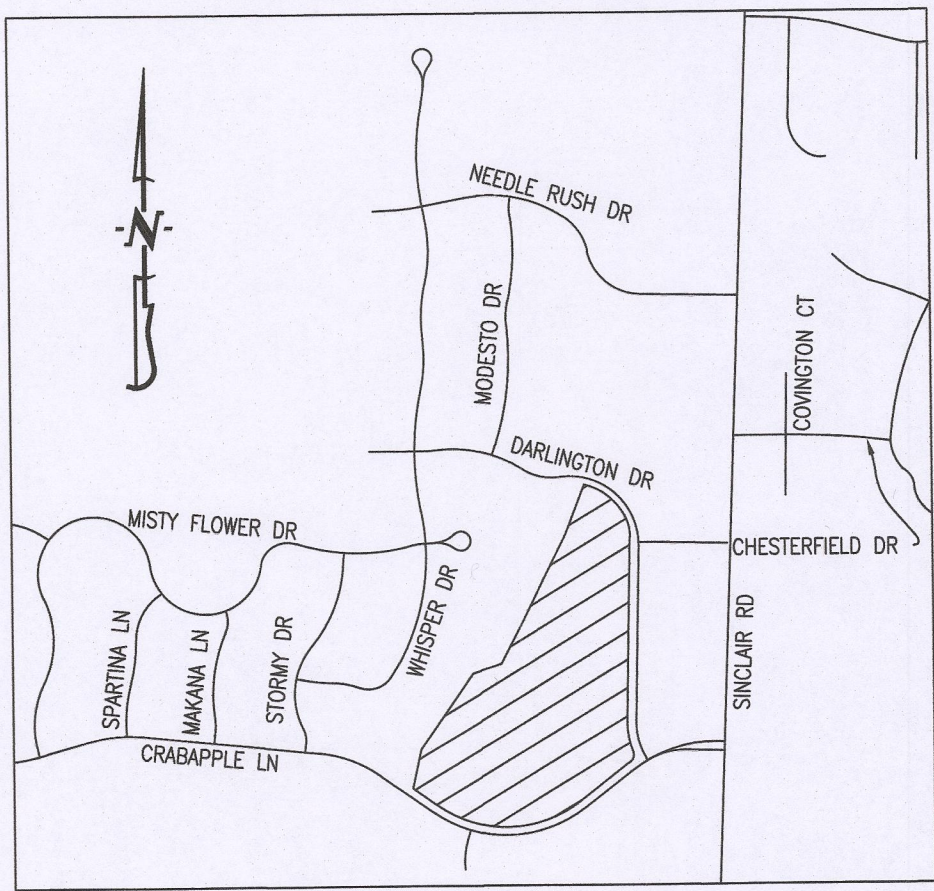 NEEDLE RUSH DR
N
MODESTO DR
COVINGTON CT
DARLINGTON DR
MISTY FLOWER DR
CHESTERFIELD DR
WHISPER DR
SPARTINA LN
MAKANA LN
STORMY DR
SINCLAIR RD
CRABAPPLE LN